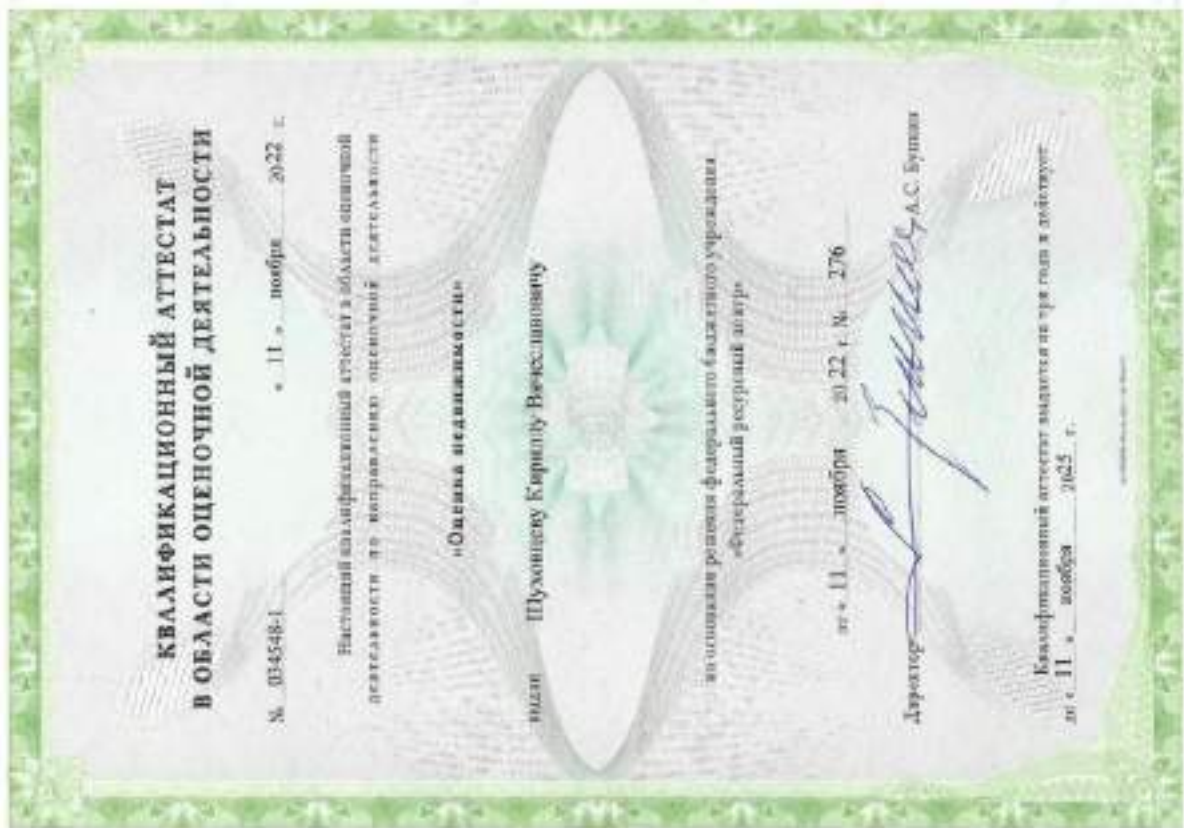 КВАЛИФИКАЦИОННЫЙ АТТЕСТАТ
В ОБЛАСТИ ОЦЕНОЧНОЙ ДЕЯТЕЛЬНОСТИ
№ 034548-1 « 11 » ноября 2022 г.
Настоящий квалификационный аттестат в области оценочной
деятельности по направлению оценочной деятельности
«Оценка недвижимости»
выдан Шуховцеву Кириллу Вячеславовичу
на основании решения федерального бюджетного учреждения
«Федеральный ресурсный центр»
от « 11 » ноября 20 22 г. № 276
Директор А.С. Бункин
Квалификационный аттестат выдается на три года и действует
до « 11 » ноября 2025 г.